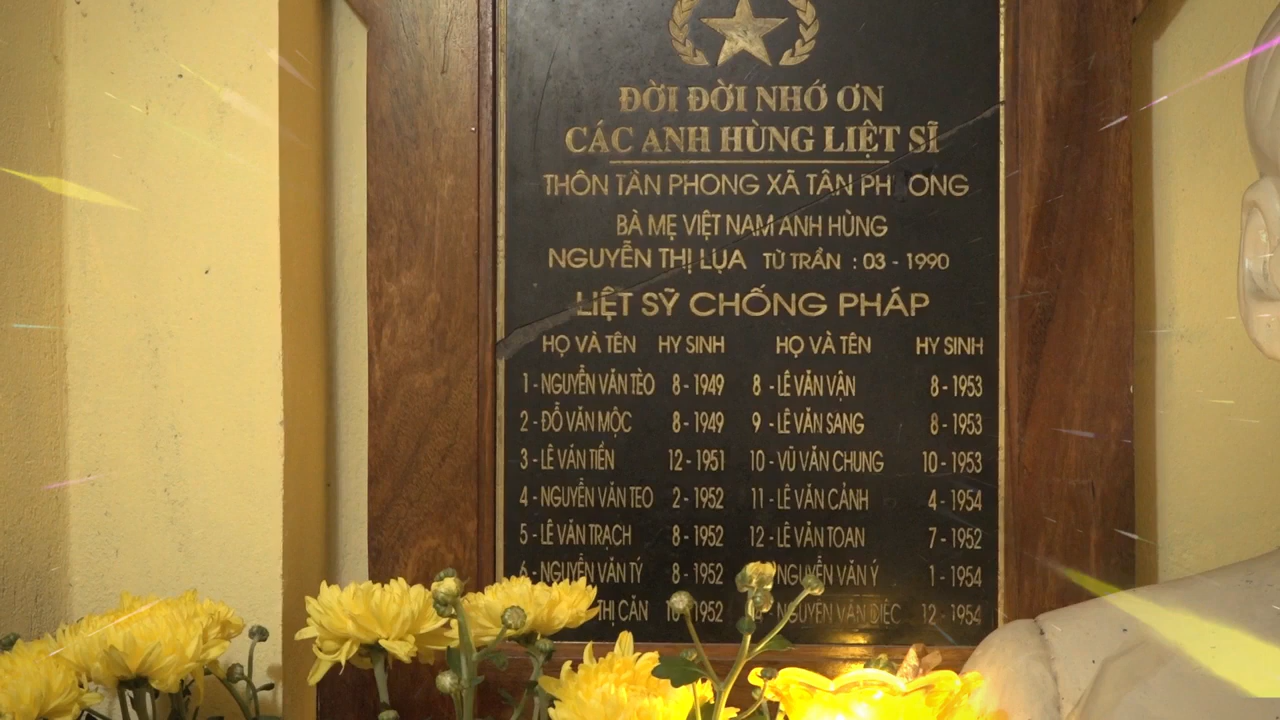 ĐỜI ĐỜI NHỚ ƠN
CÁC ANH HÙNG LIỆT SĨ
THÔN TÂN PHONG XÃ TÂN PH ƠNG
BÀ MẸ VIỆT NAM ANH HÙNG
NGUYỄN THỊ LỤA TỪ TRẦN : 03 - 1990
LIỆT SỸ CHỐNG PHÁP
HỌ VÀ TÊN HY SINH HỌ VÀ TÊN HY SINH
1 - NGUYỄN VĂN TÈO 8 - 1949 8 - LÊ VĂN VẬN 8 - 1953
2 - ĐỖ VĂN MỘC 8 - 1949 9 - LÊ VĂN SANG 8 - 1953
3 - LÊ VĂN TIỀN 12 - 1951 10 - VŨ VĂN CHUNG 10 - 1953
4 - NGUYỄN VĂN TEO 2 - 1952 11 - LÊ VĂN CẢNH 4 - 1954
5 - LÊ VĂN TRẠCH 8 - 1952 12 - LÊ VĂN TOAN 7 - 1952
6 - NGUYỄN VĂN TÝ 8 - 1952 NGUYỄN VĂN Ý 1 - 1954
THỊ CĂN 10 - 1952 NGUYỄN VĂN 12 - 1954